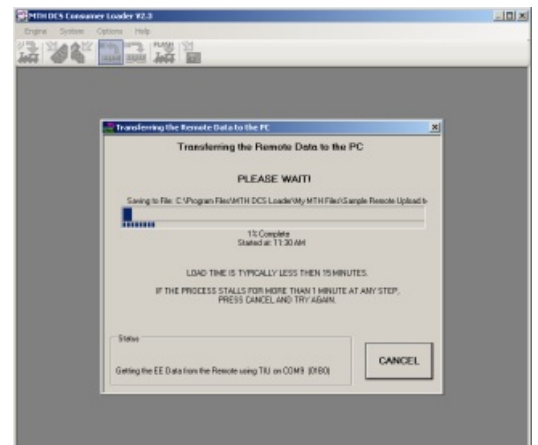 MTH DCS Consumer Loader V2.3
Engine System Options Help
Transferring the Remote Data to the PC
Transferring the Remote Data to the PC
PLEASE WAIT!
Saving to File: C:\Program Files\MTH DCS Loader\My MTH Files\Sample Remote Upload
1% Complete
Started at: 11:30 AM
LOAD TIME IS TYPICALLY LESS THEN 15 MINUTES.
IF THE PROCESS STALLS FOR MORE THAN 1 MINUTE AT ANY STEP,
PRESS CANCEL AND TRY AGAIN.
Status
Getting the EE Data from the Remote using TIU on COM9 (01B0)
CANCEL